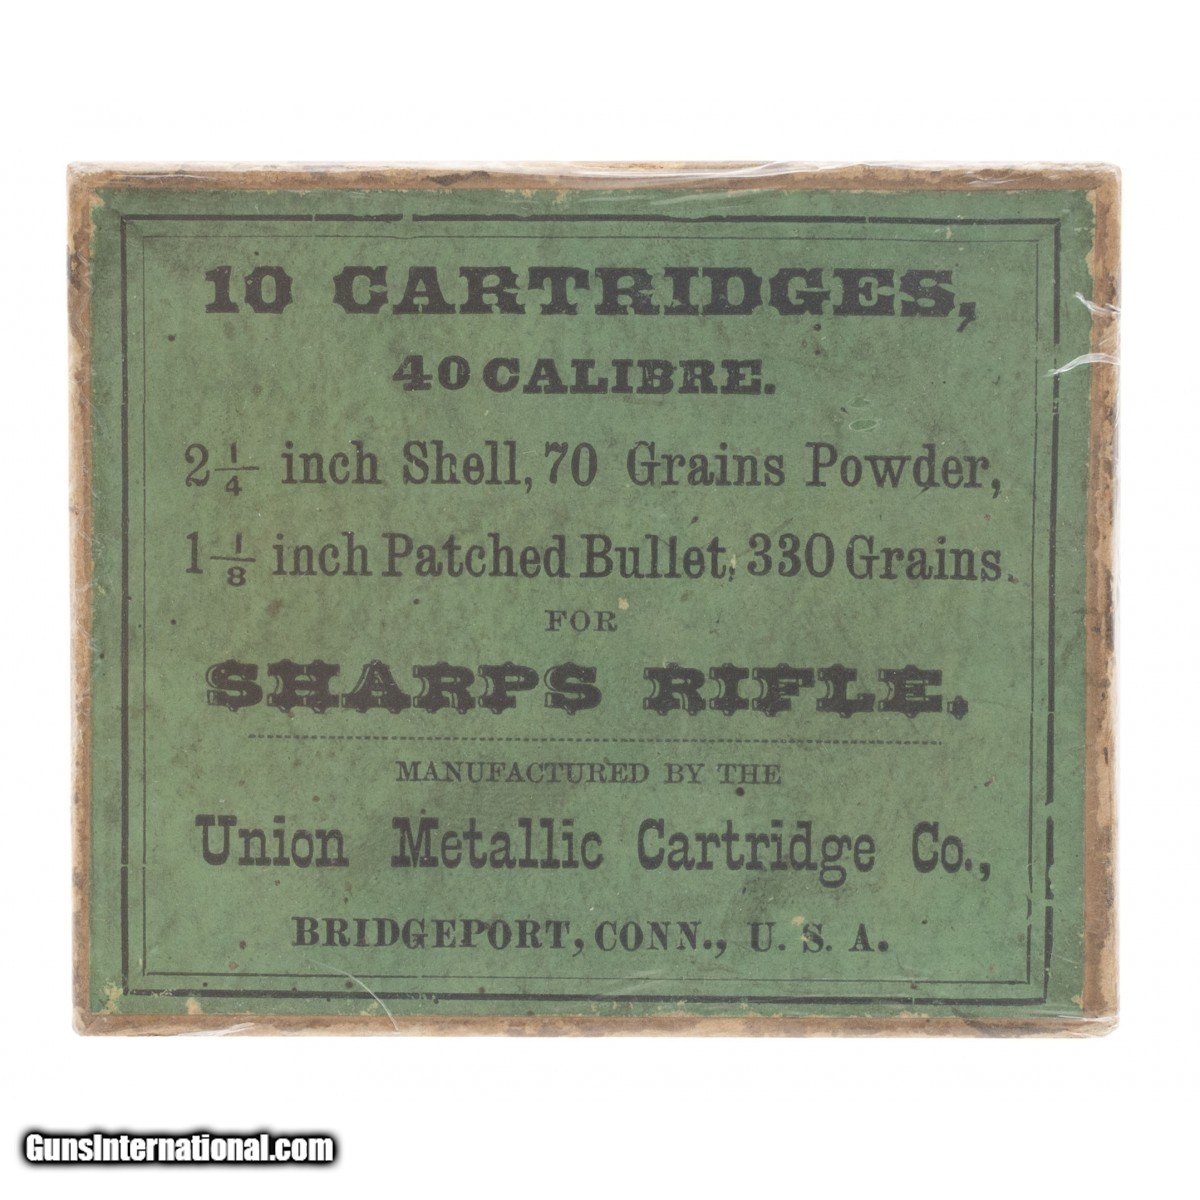 10 CARTRIDGES,
40 CALIBRE.
2 1/4 inch Shell, 70 Grains Powder,
1 1/8 inch Patched Bullet, 330 Grains.
FOR
SHARPS RIFLE.
MANUFACTURED BY THE
Union Metallic Cartridge Co.,
BRIDGEPORT, CONN., U. S. A.
GunsInternational.com